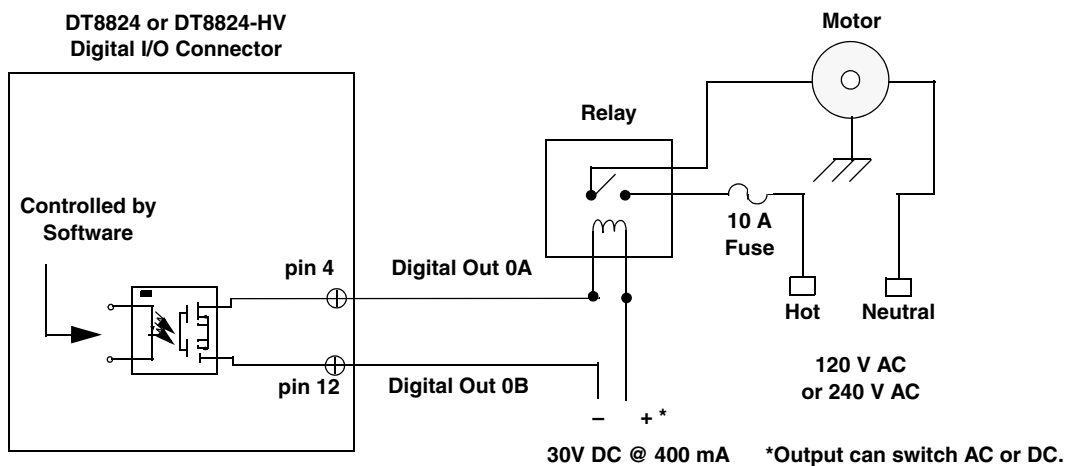 DT8824 or DT8824-HV
Digital I/O Connector
Motor
Relay
Controlled by
Software
10 A
Fuse
pin 4
Digital Out 0A
Hot
Neutral
pin 12
Digital Out 0B
120 V AC
or 240 V AC
– + *
30V DC @ 400 mA
*Output can switch AC or DC.